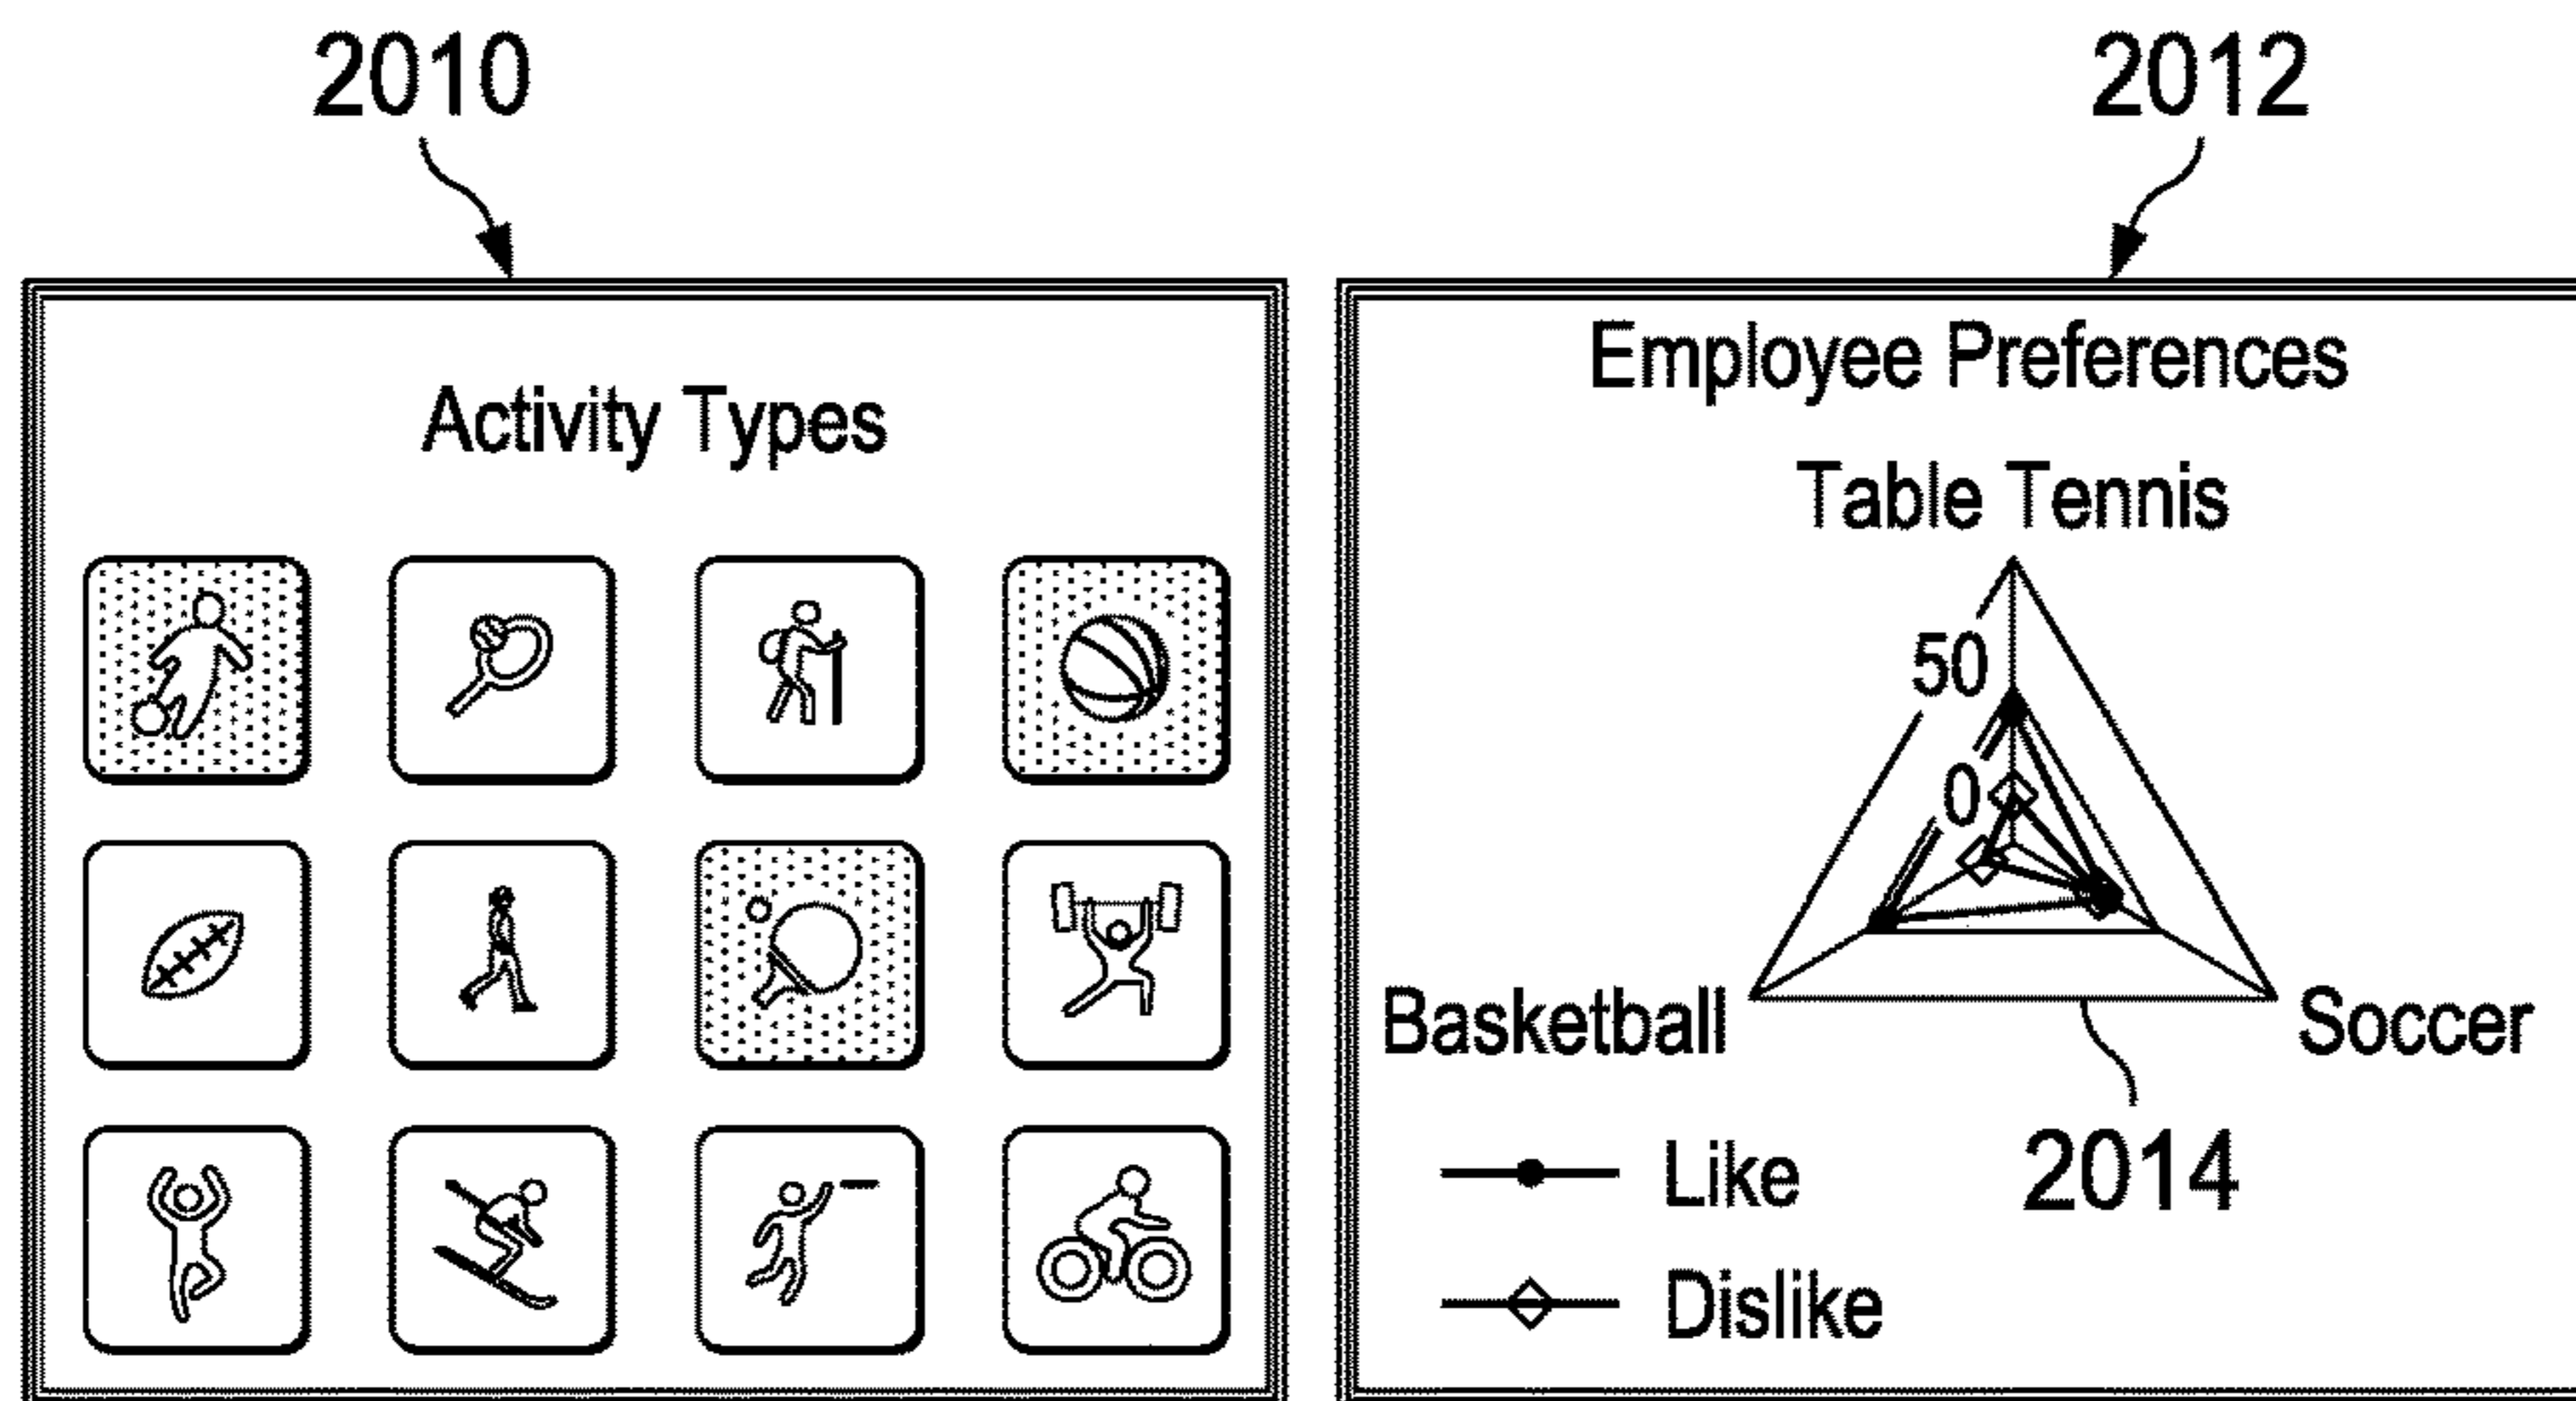 2010
2012
Activity Types
Employee Preferences
Table Tennis
50
0
Basketball
Soccer
2014
Like
Dislike